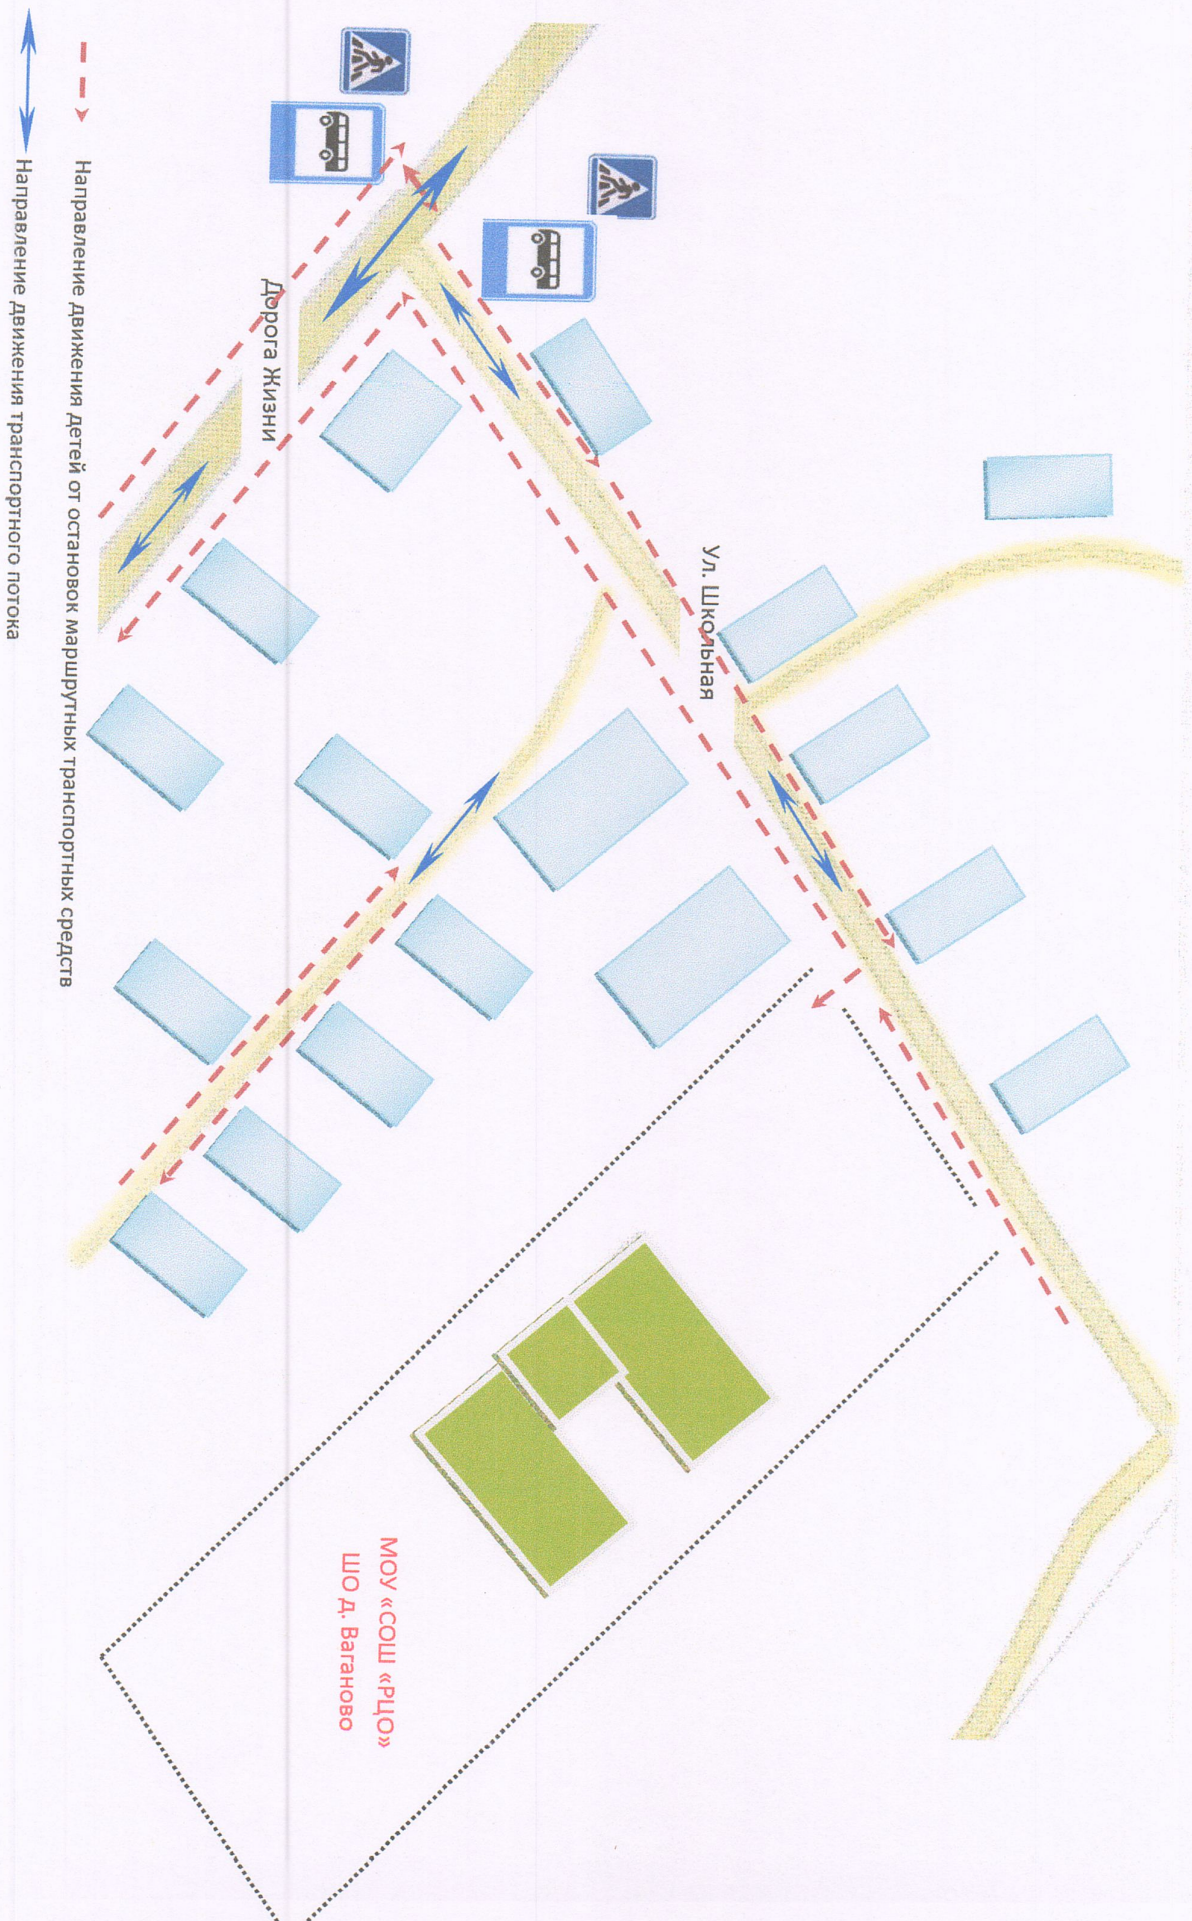 Дорога Жизни
Ул. Школьная
МОУ «СОШ «РЦО»
ШО д. Ваганово
Направление движения детей от остановок маршрутных транспортных средств
Направление движения транспортного потока